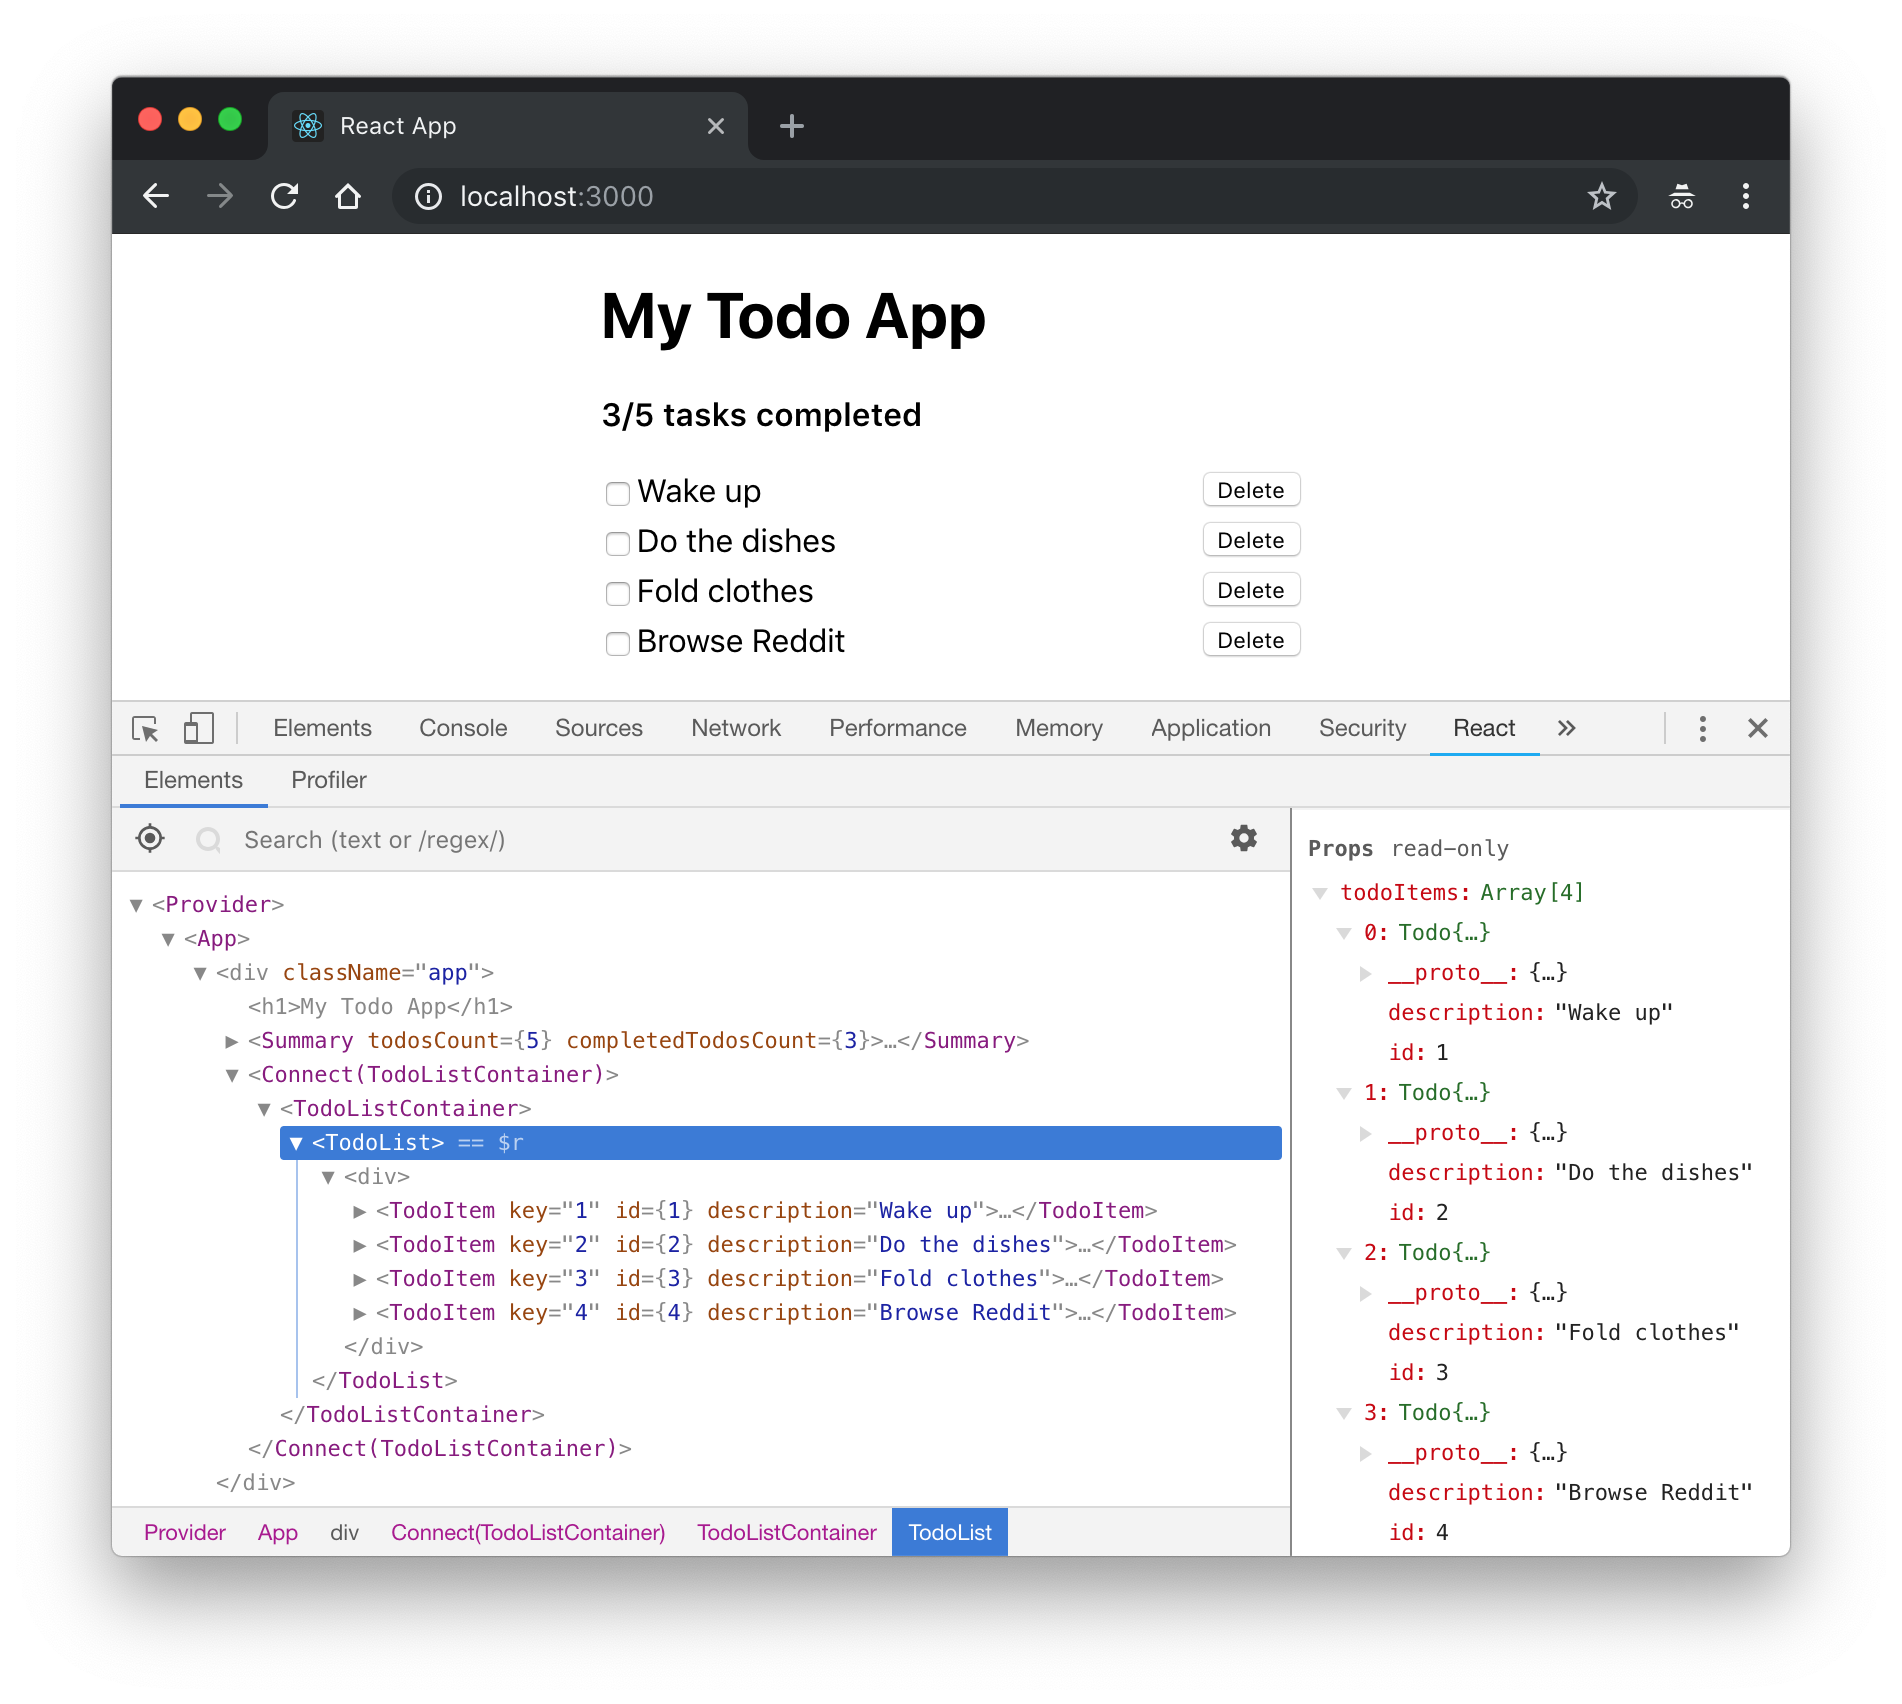 React App
localhost:3000
My Todo App
3/5 tasks completed
Wake up Delete
Do the dishes Delete
Fold clothes Delete
Browse Reddit Delete
Elements Console Sources Network Performance Memory Application Security React »
Elements Profiler
Search (text or /regex/)
<Provider>
<App>
<div className="app">
<h1>My Todo App</h1>
<Summary todosCount={5} completedTodosCount={3}>…</Summary>
<Connect(TodoListContainer)>
<TodoListContainer>
<TodoList> == $r
<div>
<TodoItem key="1" id={1} description="Wake up">…</TodoItem>
<TodoItem key="2" id={2} description="Do the dishes">…</TodoItem>
<TodoItem key="3" id={3} description="Fold clothes">…</TodoItem>
<TodoItem key="4" id={4} description="Browse Reddit">…</TodoItem>
</div>
</TodoList>
</TodoListContainer>
</Connect(TodoListContainer)>
</div>
Provider App div Connect(TodoListContainer) TodoListContainer TodoList
Props read-only
todoItems: Array[4]
0: Todo{…}
__proto__: {…}
description: "Wake up"
id: 1
1: Todo{…}
__proto__: {…}
description: "Do the dishes"
id: 2
2: Todo{…}
__proto__: {…}
description: "Fold clothes"
id: 3
3: Todo{…}
__proto__: {…}
description: "Browse Reddit"
id: 4